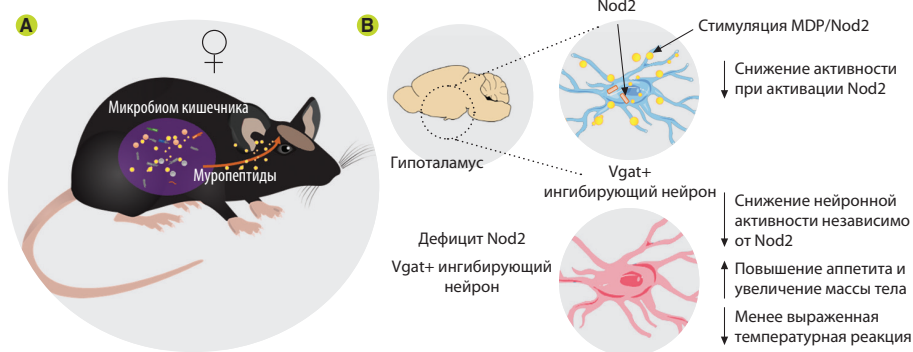 A
Микробиом кишечника
Муропептиды
B
Nod2
Стимуляция MDP/Nod2
Снижение активности
при активации Nod2
Гипоталамус
Vgat+
ингибирующий нейрон
Дефицит Nod2
Vgat+ ингибирующий
нейрон
Снижение нейронной
активности независимо
от Nod2
Повышение аппетита и
увеличение массы тела
Менее выраженная
температурная реакция